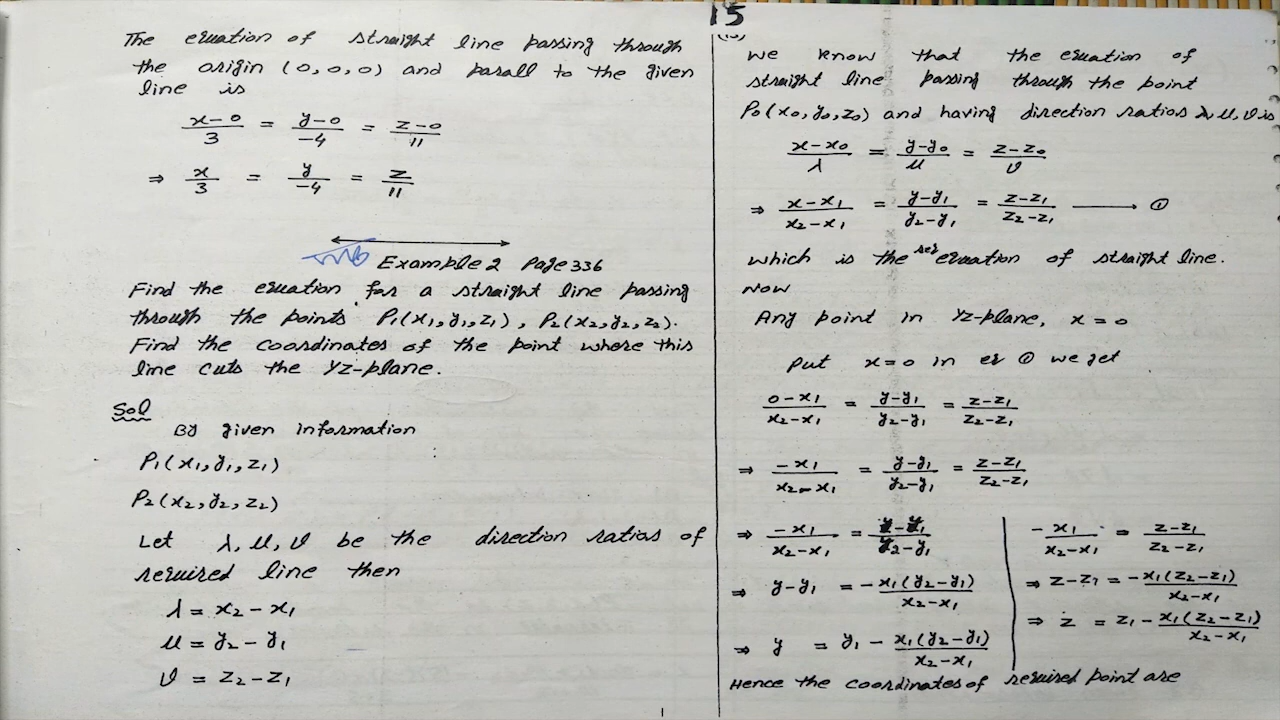 15
The equation of straight line passing through
the origin (0,0,0) and parall to the given
line is
x-0/3 = y-0/-4 = z-0/11
⇒ x/3 = y/-4 = z/11
Example 2 Page 336
Find the equation for a straight line passing
through the points P₁(x₁,y₁,z₁), P₂(x₂,y₂,z₂).
Find the coordinates of the point where this
line cuts the YZ-plane.
Sol
By given information
P₁(x₁,y₁,z₁)
P₂(x₂,y₂,z₂)
Let λ, μ, ν be the direction ratios of
required line then
λ = x₂-x₁
μ = y₂-y₁
ν = z₂-z₁
We know that the equation of
straight line passing through the point
P₀(x₀,y₀,z₀) and having direction ratios λ,μ,ν is
x-x₀/λ = y-y₀/μ = z-z₀/ν
⇒ x-x₁/x₂-x₁ = y-y₁/y₂-y₁ = z-z₁/z₂-z₁ ⟶ ①
which is the req equation of straight line.
Now
Any point in YZ-plane, x=0
Put x=0 in eq ① we get
0-x₁/x₂-x₁ = y-y₁/y₂-y₁ = z-z₁/z₂-z₁
⇒ -x₁/x₂-x₁ = y-y₁/y₂-y₁ = z-z₁/z₂-z₁
⇒ -x₁/x₂-x₁ = y-y₁/y₂-y₁
⇒ y-y₁ = -x₁(y₂-y₁)/x₂-x₁
⇒ y = y₁ - x₁(y₂-y₁)/x₂-x₁
-x₁/x₂-x₁ = z-z₁/z₂-z₁
⇒ z-z₁ = -x₁(z₂-z₁)/x₂-x₁
⇒ z = z₁ - x₁(z₂-z₁)/x₂-x₁
Hence the coordinates of required point are